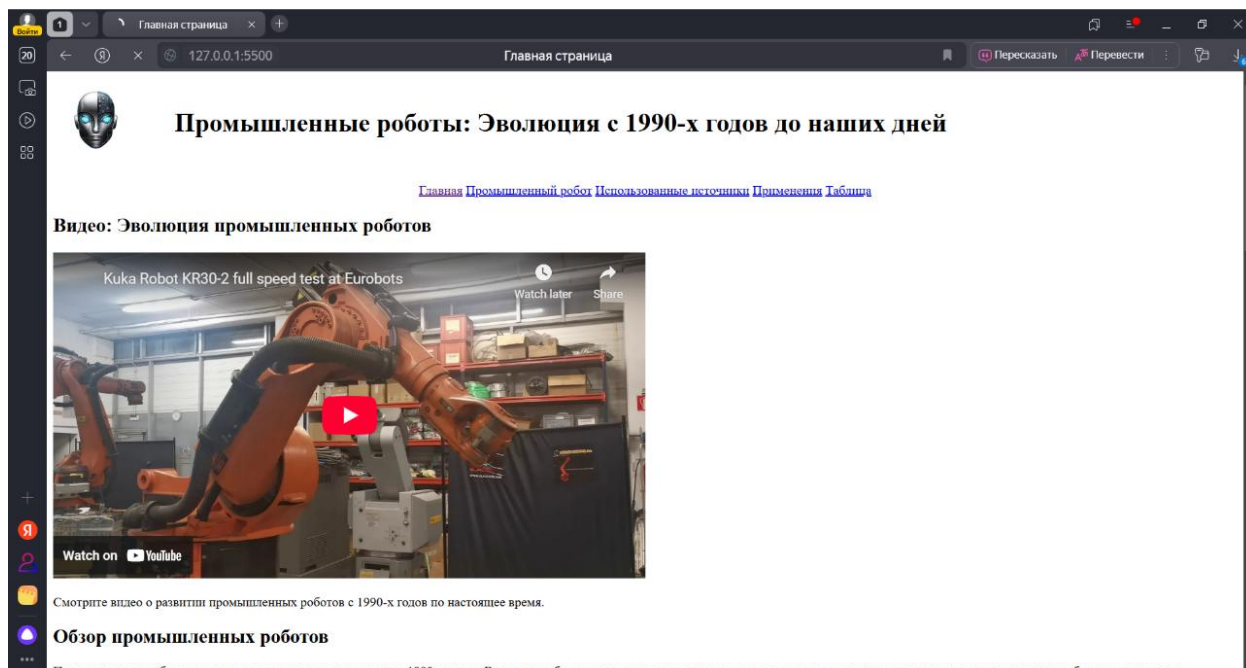 Войти
1
Главная страница
20
127.0.0.1:5500
Главная страница
Пересказать
Перевести
Промышленные роботы: Эволюция с 1990-х годов до наших дней
Главная Промышленный робот Использованные источники Применения Таблица
Видео: Эволюция промышленных роботов
Kuka Robot KR30-2 full speed test at Eurobots
Watch later
Share
Watch on YouTube
Смотрите видео о развитии промышленных роботов с 1990-х годов по настоящее время.
Обзор промышленных роботов